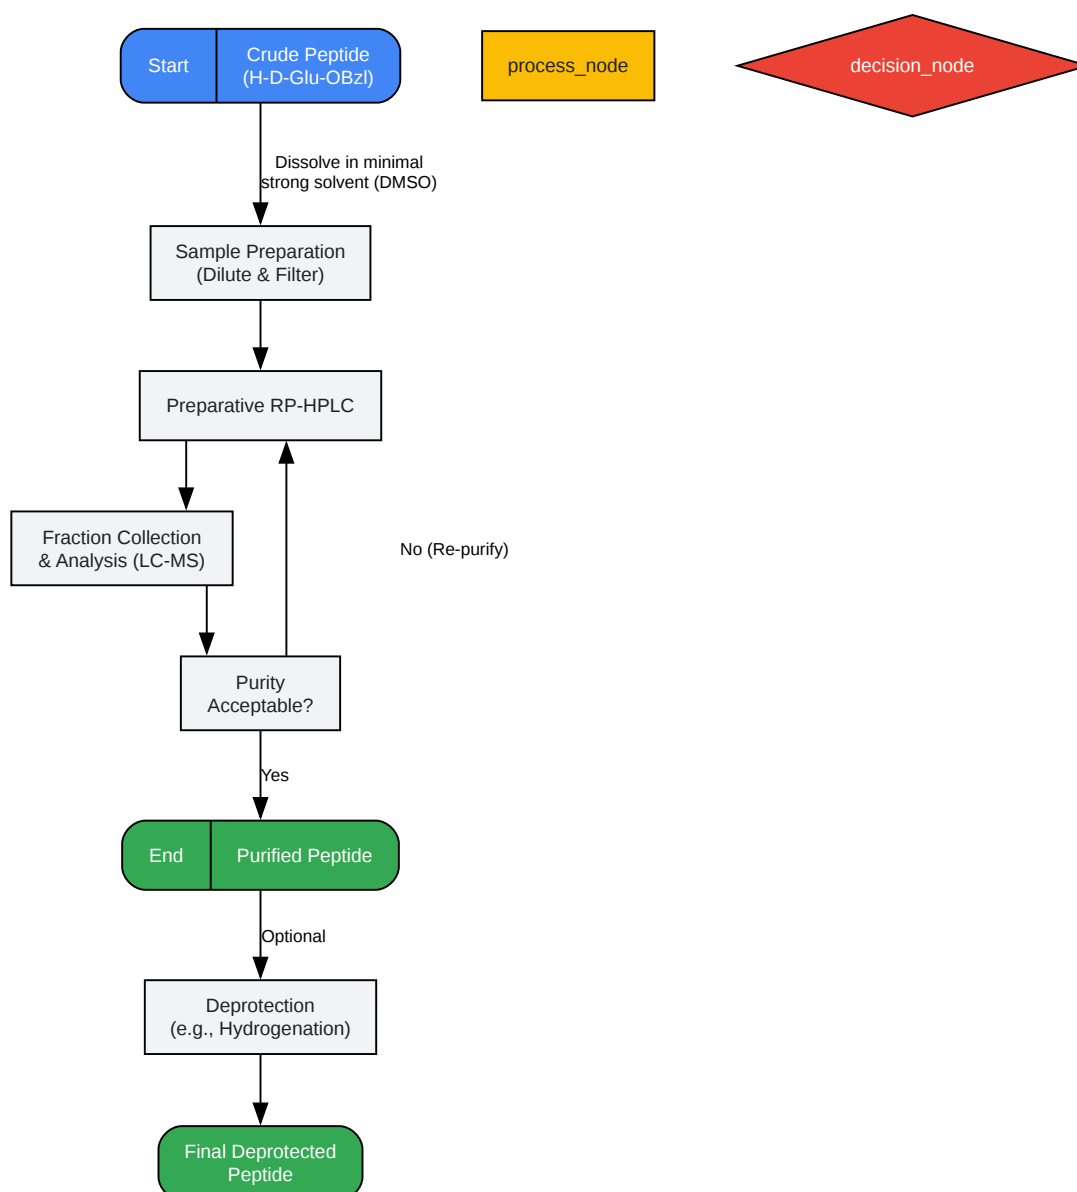 Start
Crude Peptide
(H-D-Glu-OBzl)
process_node
decision_node
Dissolve in minimal
strong solvent (DMSO)
Sample Preparation
(Dilute & Filter)
Preparative RP-HPLC
Fraction Collection
& Analysis (LC-MS)
No (Re-purify)
Purity
Acceptable?
Yes
End
Purified Peptide
Optional
Deprotection
(e.g., Hydrogenation)
Final Deprotected
Peptide